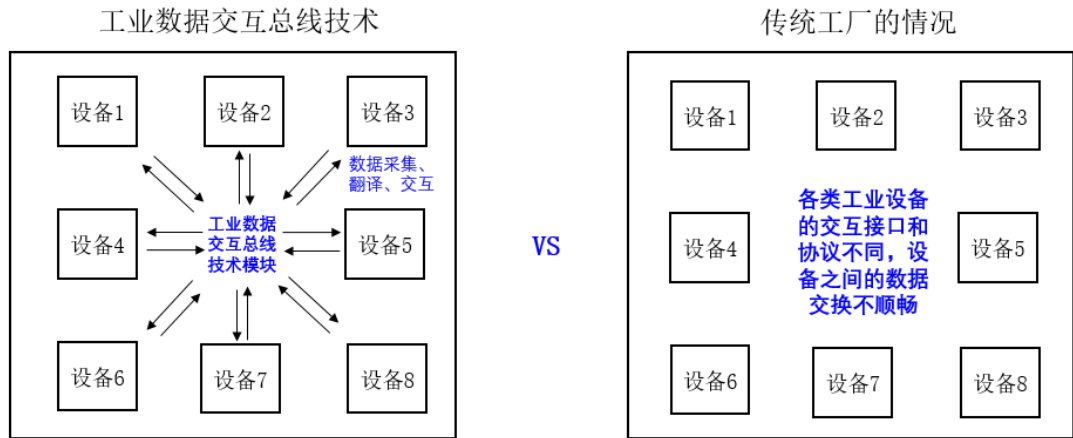 工业数据交互总线技术
传统工厂的情况
设备1
设备2
设备3
数据采集、
翻译、交互
设备4
工业数据
交互总线
技术模块
设备5
设备6
设备7
设备8
VS
设备1
设备2
设备3
设备4
各类工业设备
的交互接口和
协议不同，设
备之间的数据
交换不顺畅
设备5
设备6
设备7
设备8